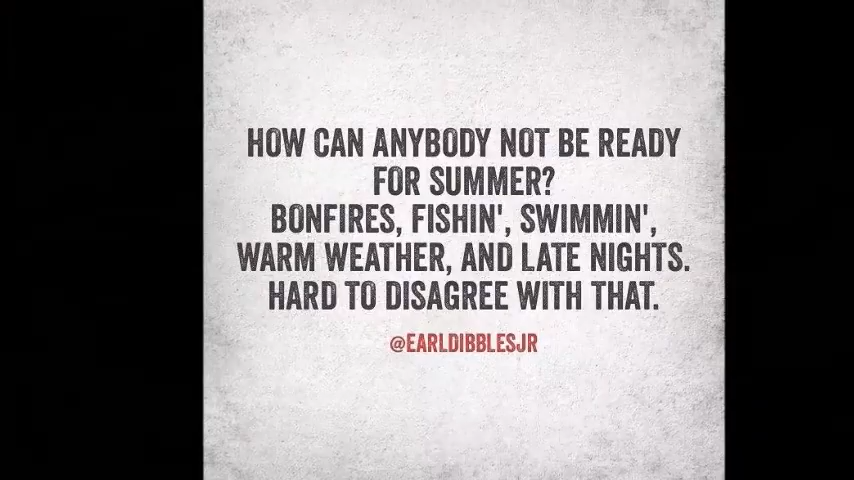 HOW CAN ANYBODY NOT BE READY
FOR SUMMER?
BONFIRES, FISHIN', SWIMMIN',
WARM WEATHER, AND LATE NIGHTS.
HARD TO DISAGREE WITH THAT.
@EARLDIBBLESJR